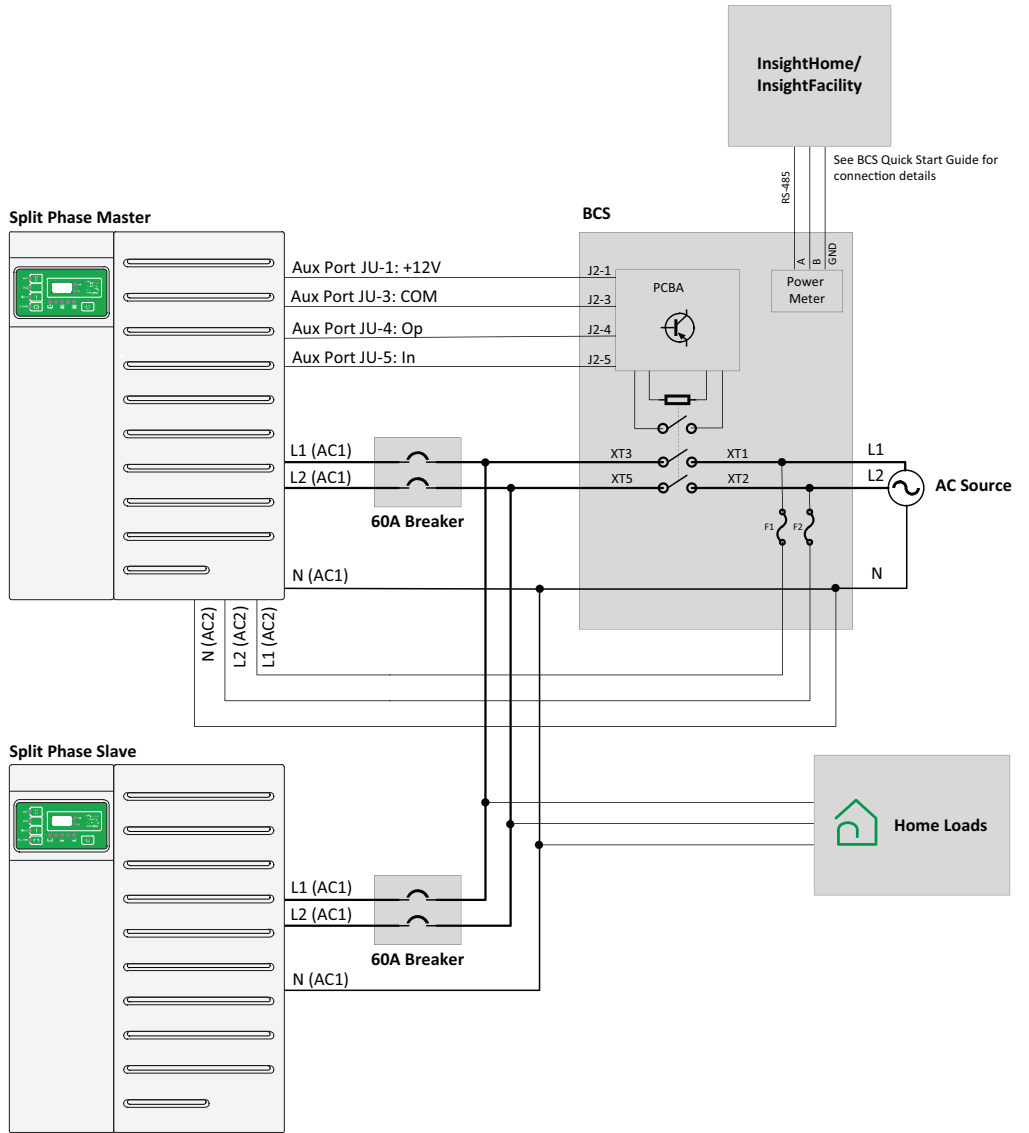 InsightHome/
InsightFacility
See BCS Quick Start Guide for
connection details
RS-485
A
B
GND
Power
Meter
Split Phase Master
BCS
Aux Port JU-1: +12V
J2-1
Aux Port JU-3: COM
J2-3
Aux Port JU-4: Op
J2-4
Aux Port JU-5: In
J2-5
PCBA
L1 (AC1)
L2 (AC1)
60A Breaker
XT3
XT1
XT5
XT2
L1
L2
AC Source
F1
F2
N (AC1)
N
N (AC2)
L2 (AC2)
L1 (AC2)
Split Phase Slave
Home Loads
L1 (AC1)
L2 (AC1)
60A Breaker
N (AC1)